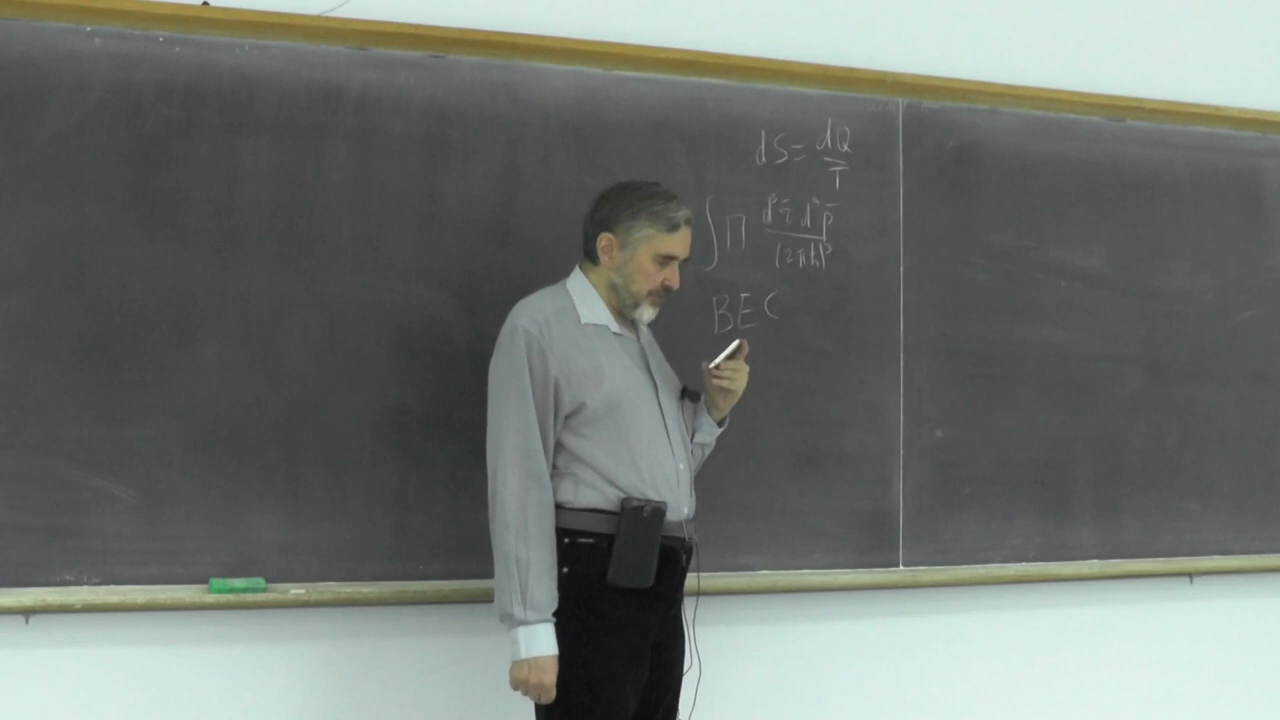 dS = dQ/T
∫ Π d³r̄ d³p̄/(2πħ)³
BEC